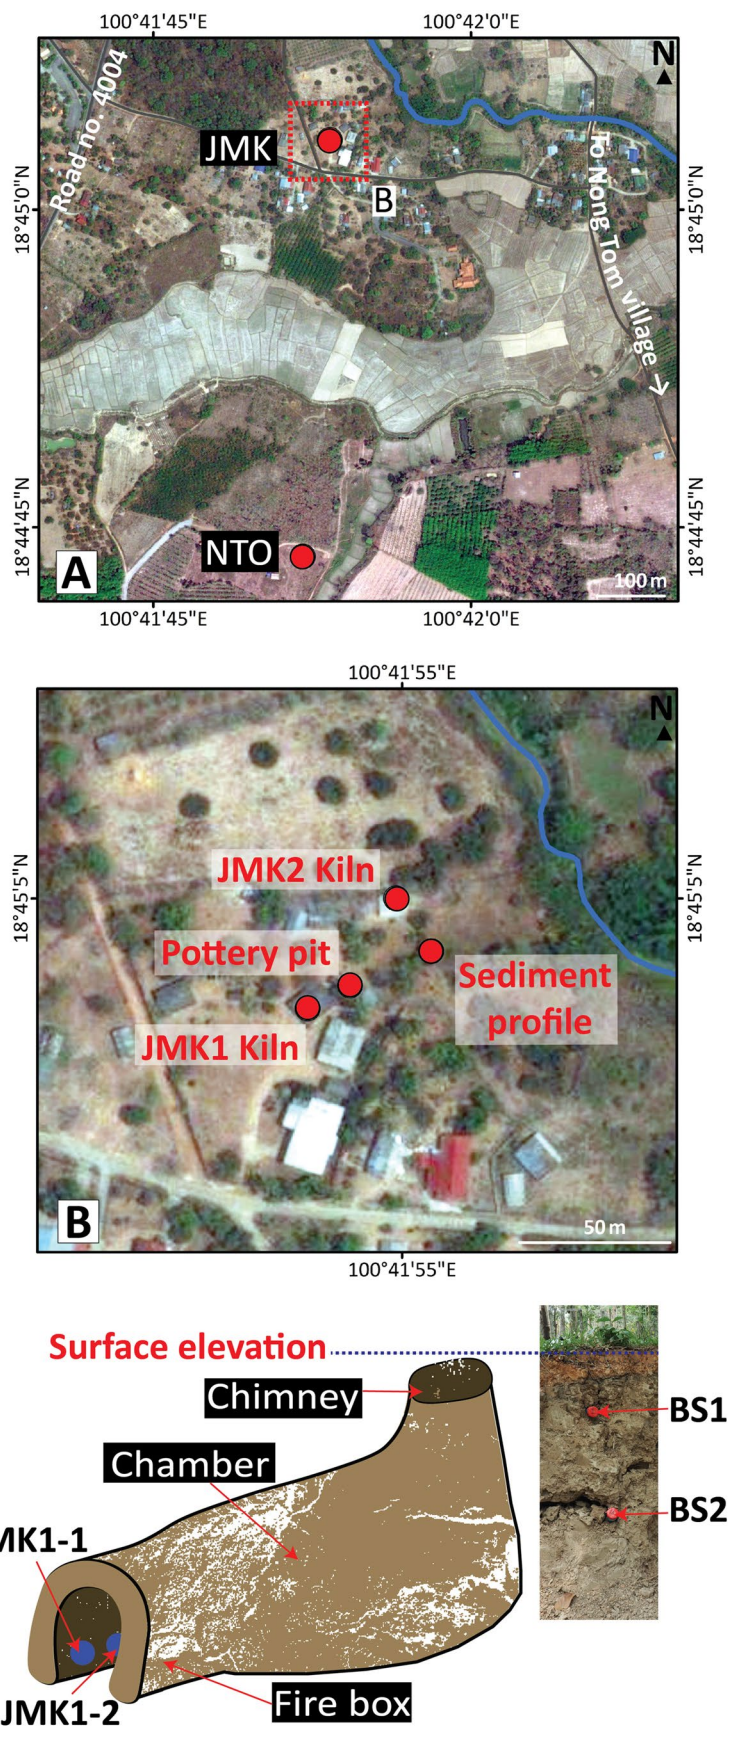 100°41'45"E
100°42'0"E
N
Road no. 4004
JMK
B
To Nong Tom village
18°45'0"N
18°45'0"N
18°44'45"N
18°44'45"N
NTO
A
100 m
100°41'45"E
100°42'0"E
100°41'55"E
N
JMK2 Kiln
18°45'5"N
18°45'5"N
Pottery pit
Sediment
profile
JMK1 Kiln
B
50 m
100°41'55"E
Surface elevation
Chimney
BS1
Chamber
BS2
MK1-1
JMK1-2
Fire box